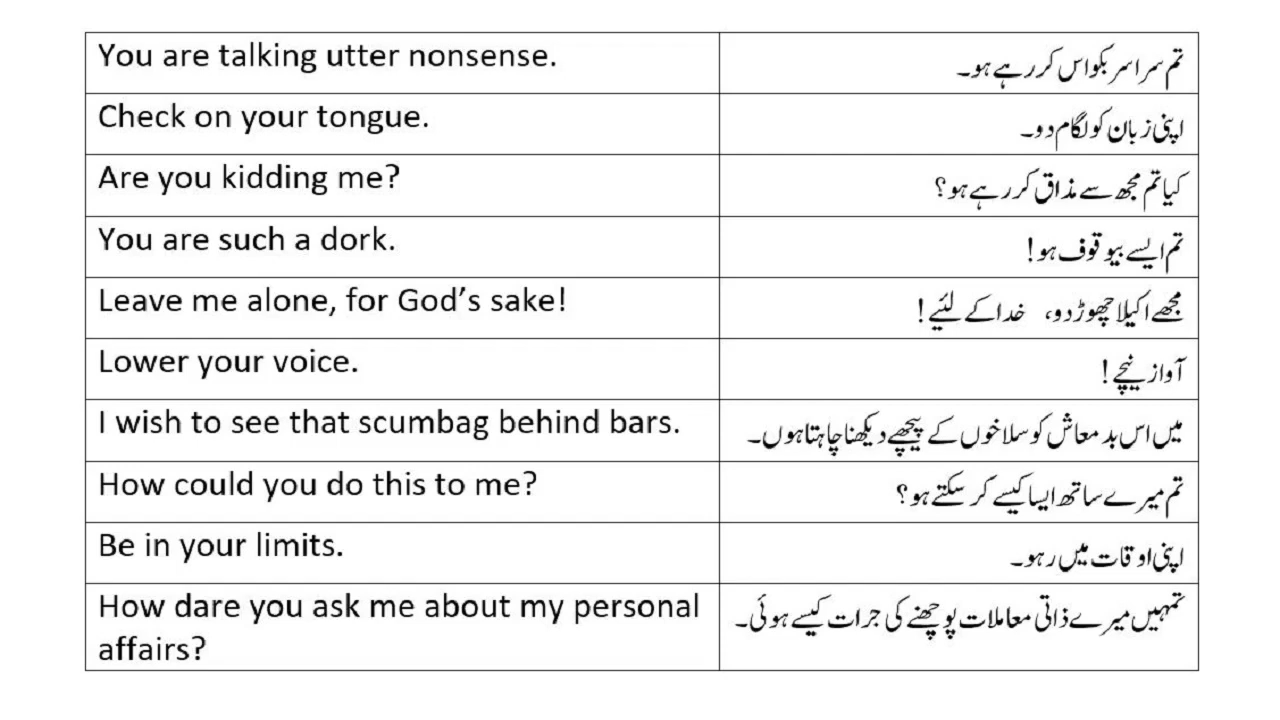 You are talking utter nonsense.
تم سراسر بکواس کر رہے ہو۔
Check on your tongue.
اپنی زبان کو لگام دو۔
Are you kidding me?
کیا تم مجھ سے مذاق کر رہے ہو؟
You are such a dork.
تم ایسے بیوقوف ہو!
Leave me alone, for God’s sake!
مجھے اکیلا چھوڑ دو، خدا کے لئیے!
Lower your voice.
آواز نیچے!
I wish to see that scumbag behind bars.
میں اس بدمعاش کو سلاخوں کے پیچھے دیکھنا چاہتا ہوں۔
How could you do this to me?
تم میرے ساتھ ایسا کیسے کر سکتے ہو؟
Be in your limits.
اپنی اوقات میں رہو۔
How dare you ask me about my personal
affairs?
تمہیں میرے ذاتی معاملات پوچھنے کی جرات کیسے ہوئی۔